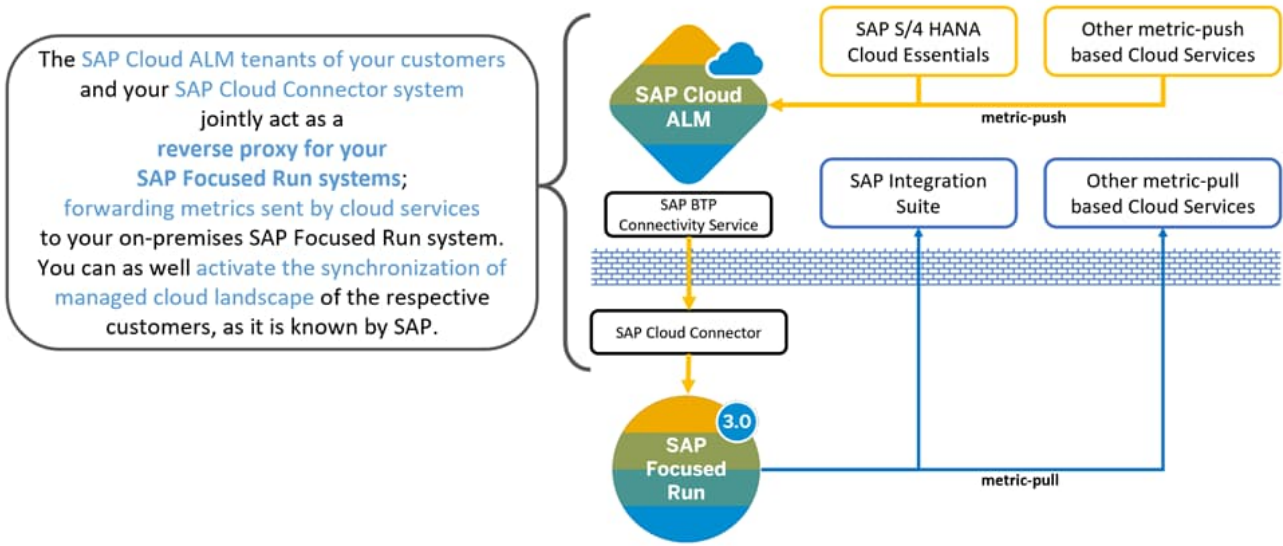 The SAP Cloud ALM tenants of your customers
and your SAP Cloud Connector system
jointly act as a
reverse proxy for your
SAP Focused Run systems;
forwarding metrics sent by cloud services
to your on-premises SAP Focused Run system.
You can as well activate the synchronization of
managed cloud landscape of the respective
customers, as it is known by SAP.
SAP Cloud
ALM
SAP S/4 HANA
Cloud Essentials
Other metric-push
based Cloud Services
metric-push
SAP BTP
Connectivity Service
SAP Integration
Suite
Other metric-pull
based Cloud Services
SAP Cloud Connector
3.0
SAP
Focused
Run
metric-pull